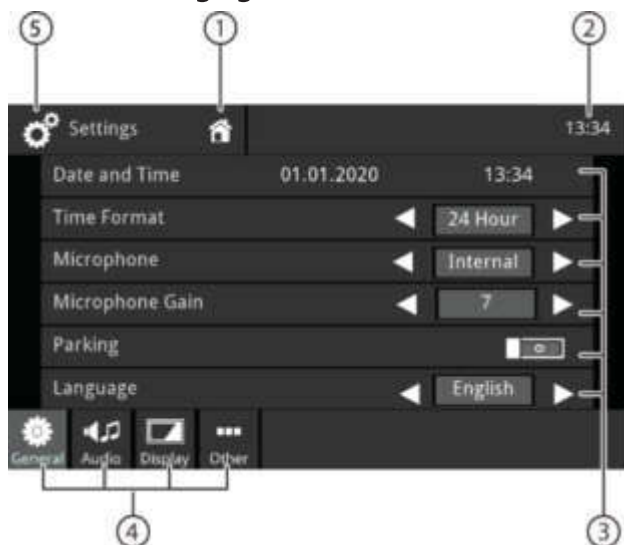 5 1 2
Settings 13:34
Date and Time 01.01.2020 13:34
Time Format 24 Hour
Microphone Internal
Microphone Gain 7
Parking
Language English
General Audio Display Other
4 3